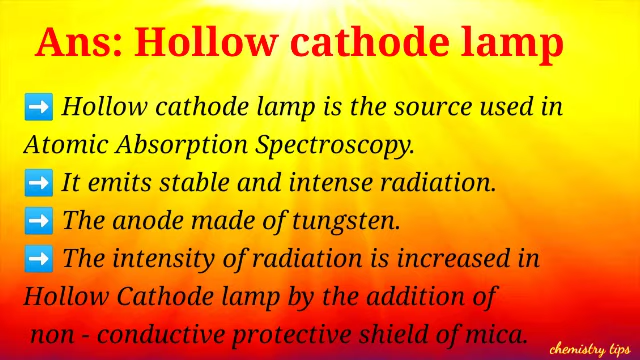 Ans: Hollow cathode lamp
➡ Hollow cathode lamp is the source used in
Atomic Absorption Spectroscopy.
➡ It emits stable and intense radiation.
➡ The anode made of tungsten.
➡ The intensity of radiation is increased in
Hollow Cathode lamp by the addition of
non - conductive protective shield of mica.
chemistry tips